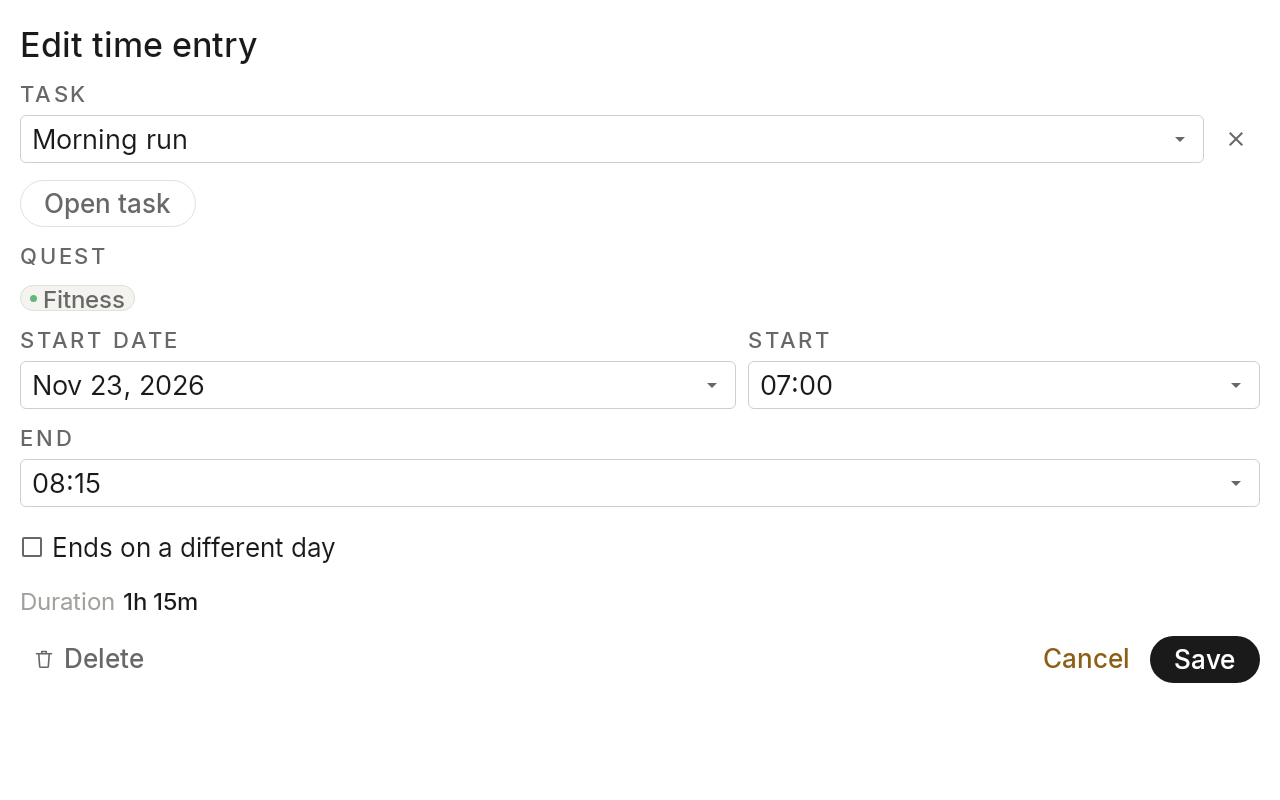 Edit time entry
TASK
Morning run
Open task
QUEST
Fitness
START DATE
START
Nov 23, 2026
07:00
END
08:15
Ends on a different day
Duration 1h 15m
Delete
Cancel
Save